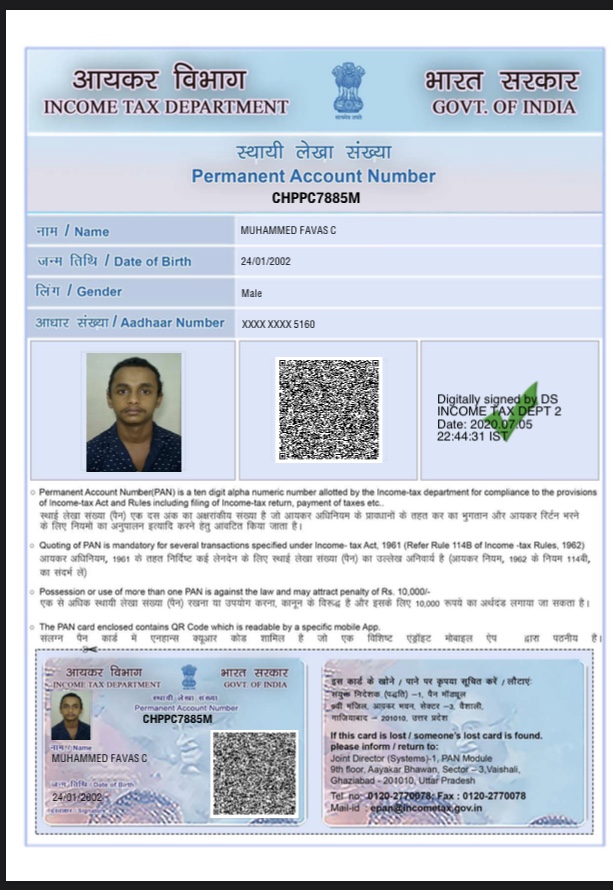 आयकर विभाग
INCOME TAX DEPARTMENT
भारत सरकार
GOVT. OF INDIA
स्थायी लेखा संख्या
Permanent Account Number
CHPPC7885M
नाम / Name
MUHAMMED FAVAS C
जन्म तिथि / Date of Birth
24/01/2002
लिंग / Gender
Male
आधार संख्या / Aadhaar Number
XXXX XXXX 5160
Digitally signed by DS
INCOME TAX DEPT 2
Date: 2020.07.05
22:44:31 IST
Permanent Account Number(PAN) is a ten digit alpha numeric number allotted by the Income-tax department for compliance to the provisions
of Income-tax Act and Rules including filing of Income-tax return, payment of taxes etc..
स्थाई लेखा संख्या (पैन) एक दस अंक का अक्षरांकीय संख्या है जो आयकर अधिनियम के प्रावधानों के तहत कर का भुगतान और आयकर रिटर्न भरने
के लिए नियमों का अनुपालन इत्यादि करने हेतु आवंटित किया जाता है।
Quoting of PAN is mandatory for several transactions specified under Income- tax Act, 1961 (Refer Rule 114B of Income -tax Rules, 1962)
आयकर अधिनियम, 1961 के तहत निर्दिष्ट कई लेनदेन के लिए स्थाई लेखा संख्या (पैन) का उल्लेख अनिवार्य है (आयकर नियम, 1962 के नियम 114बी,
का संदर्भ लें)
Possession or use of more than one PAN is against the law and may attract penalty of Rs. 10,000/-
एक से अधिक स्थायी लेखा संख्या (पैन) रखना या उपयोग करना, कानून के विरूद्ध है और इसके लिए 10,000 रूपये का अर्थदंड लगाया जा सकता है।
The PAN card enclosed contains QR Code which is readable by a specific mobile App.
संलग्न पैन कार्ड में एनहान्स क्यूआर कोड शामिल है जो एक विशिष्ट एंड्रॉइट मोबाइल ऐप द्वारा पठनीय है।
आयकर विभाग
INCOME TAX DEPARTMENT
भारत सरकार
GOVT. OF INDIA
स्थायी लेखा संख्या
Permanent Account Number
CHPPC7885M
नाम / Name
MUHAMMED FAVAS C
जन्म तिथि / Date of Birth
24/01/2002
इस कार्ड के खोने / पाने पर कृपया सूचित करें / लौटाएं:
संयुक्त निदेशक (पद्धति) -1, पैन मॉड्यूल
9वीं मंजिल, आयकर भवन, सेक्टर -3, वैशाली,
गाजियाबाद - 201010, उत्तर प्रदेश
If this card is lost / someone's lost card is found.
please inform / return to:
Joint Director (Systems)-1, PAN Module
9th floor, Aayakar Bhawan, Sector - 3,Vaishali,
Ghaziabad - 201010, Uttar Pradesh
Tel no: 0120-2770078; Fax : 0120-2770078
Mail-id : epan@incometax.gov.in